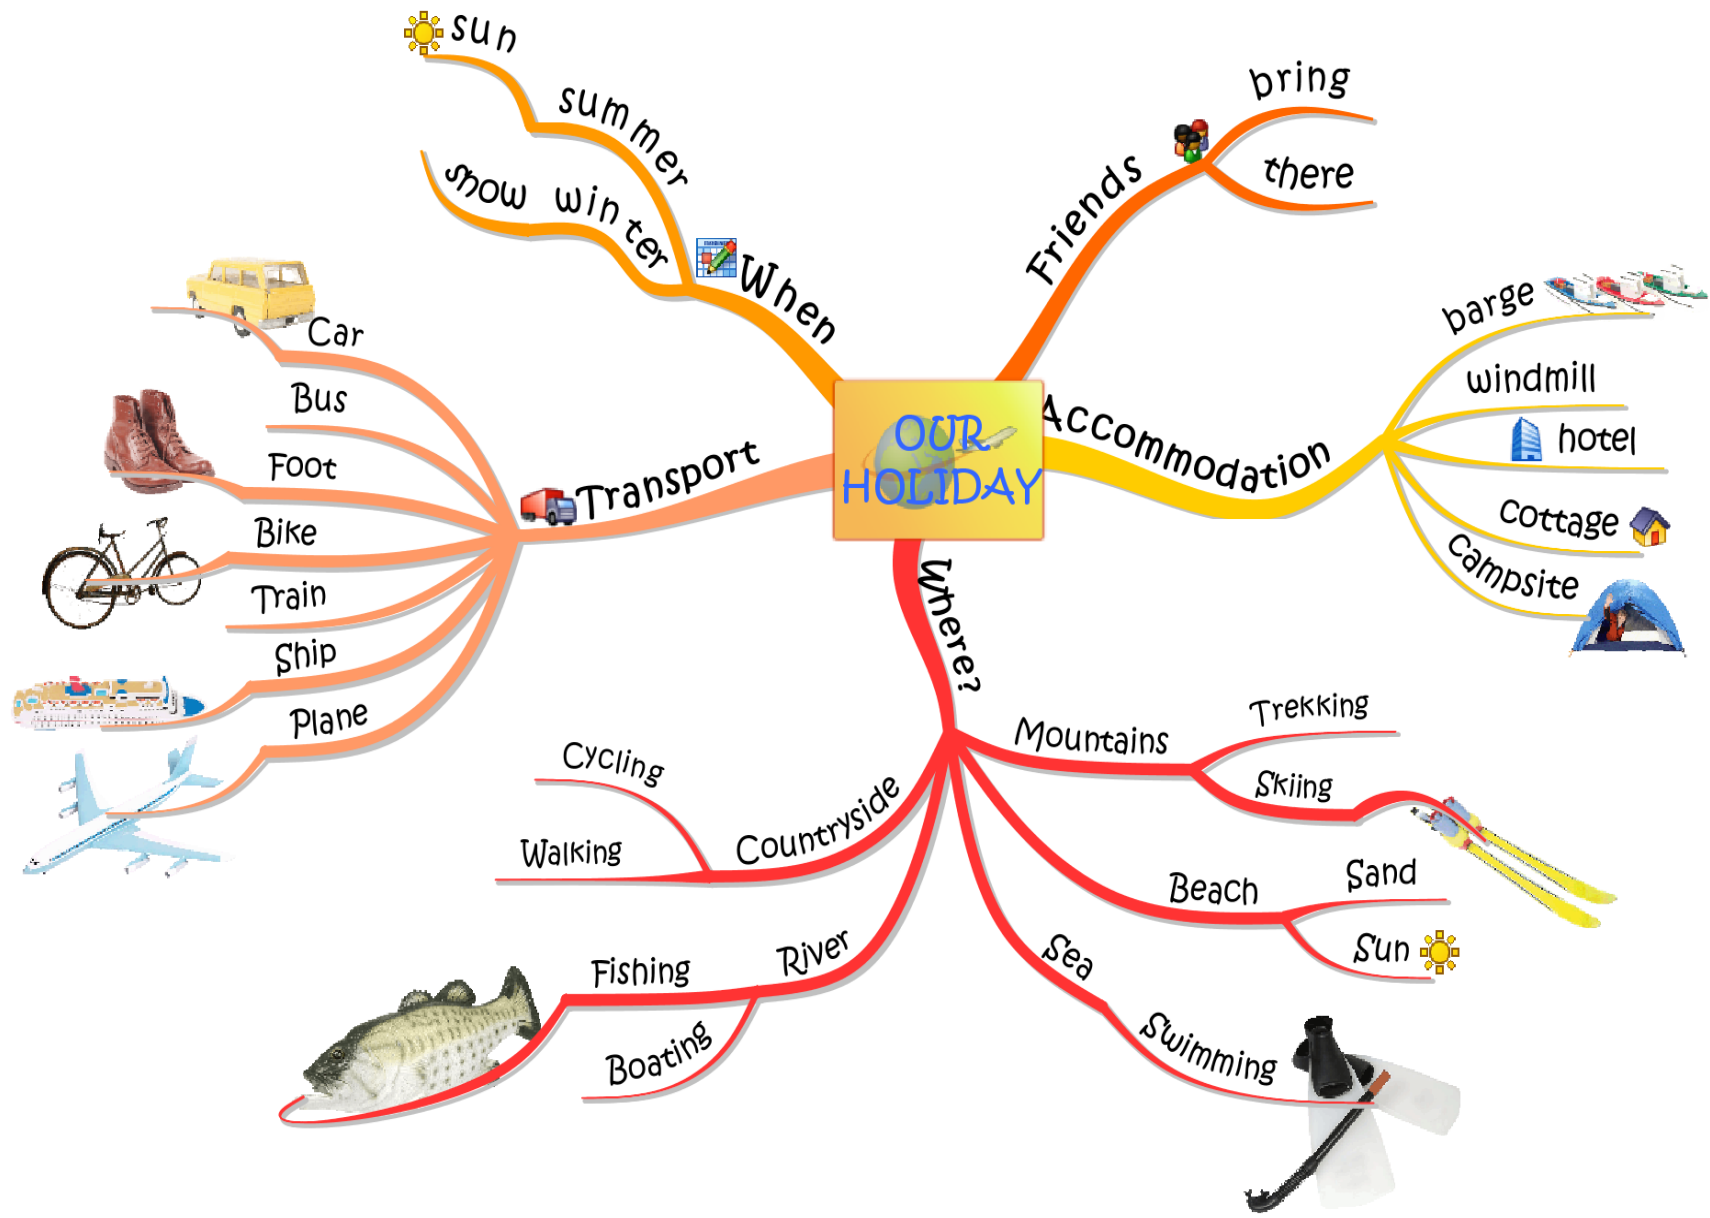 OUR
HOLIDAY
Friends
bring
there
Accommodation
barge
windmill
hotel
cottage
campsite
Where?
Mountains
Trekking
Skiing
Beach
Sand
Sun
Sea
Swimming
River
Fishing
Boating
Countryside
Cycling
Walking
Transport
Car
Bus
Foot
Bike
Train
Ship
Plane
When
summer
sun
winter
snow